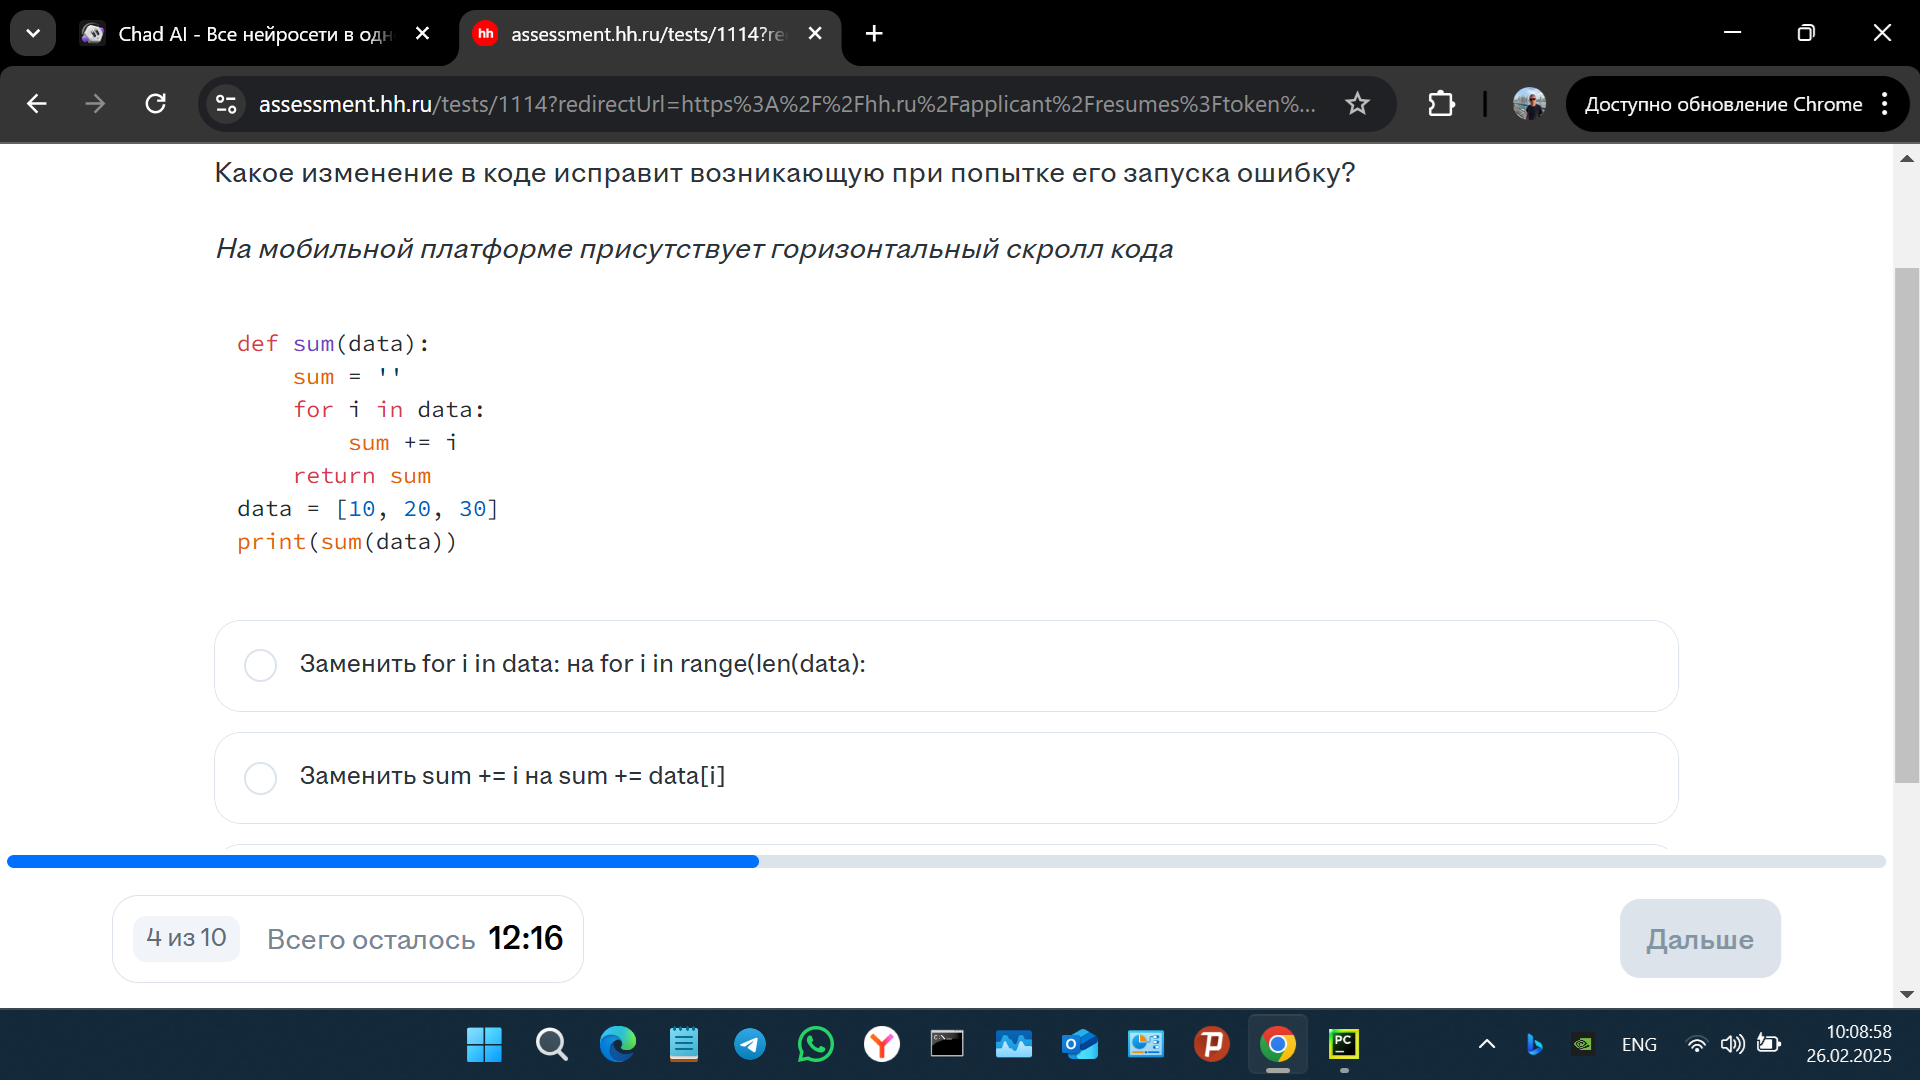 Chad AI - Все нейросети в одн
hh
assessment.hh.ru/tests/1114?re
assessment.hh.ru/tests/1114?redirectUrl=https%3A%2F%2Fhh.ru%2Fapplicant%2Fresumes%3Ftoken%...
Доступно обновление Chrome
Какое изменение в коде исправит возникающую при попытке его запуска ошибку?
На мобильной платформе присутствует горизонтальный скролл кода
def sum(data):
    sum = ''
    for i in data:
        sum += i
    return sum
data = [10, 20, 30]
print(sum(data))
Заменить for i in data: на for i in range(len(data):
Заменить sum += i на sum += data[i]
4 из 10
Всего осталось 12:16
Дальше
PC
ENG
10:08:58
26.02.2025